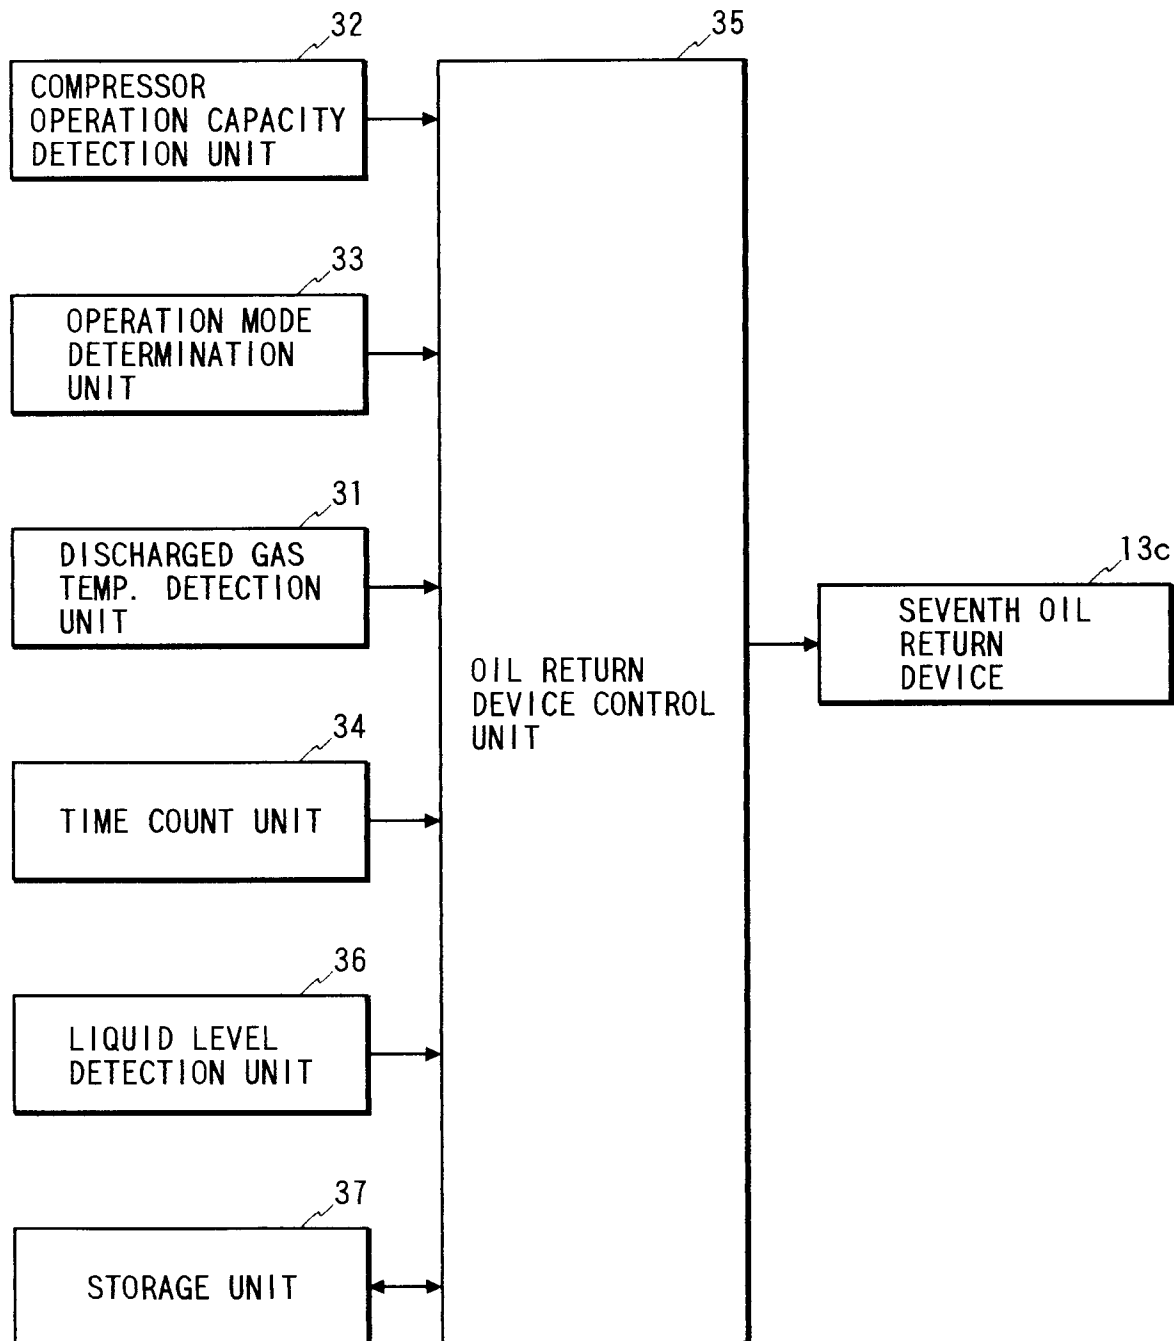 32
COMPRESSOR
OPERATION CAPACITY
DETECTION UNIT
33
OPERATION MODE
DETERMINATION
UNIT
31
DISCHARGED GAS
TEMP. DETECTION
UNIT
34
TIME COUNT UNIT
36
LIQUID LEVEL
DETECTION UNIT
37
STORAGE UNIT
35
OIL RETURN
DEVICE CONTROL
UNIT
13c
SEVENTH OIL
RETURN
DEVICE